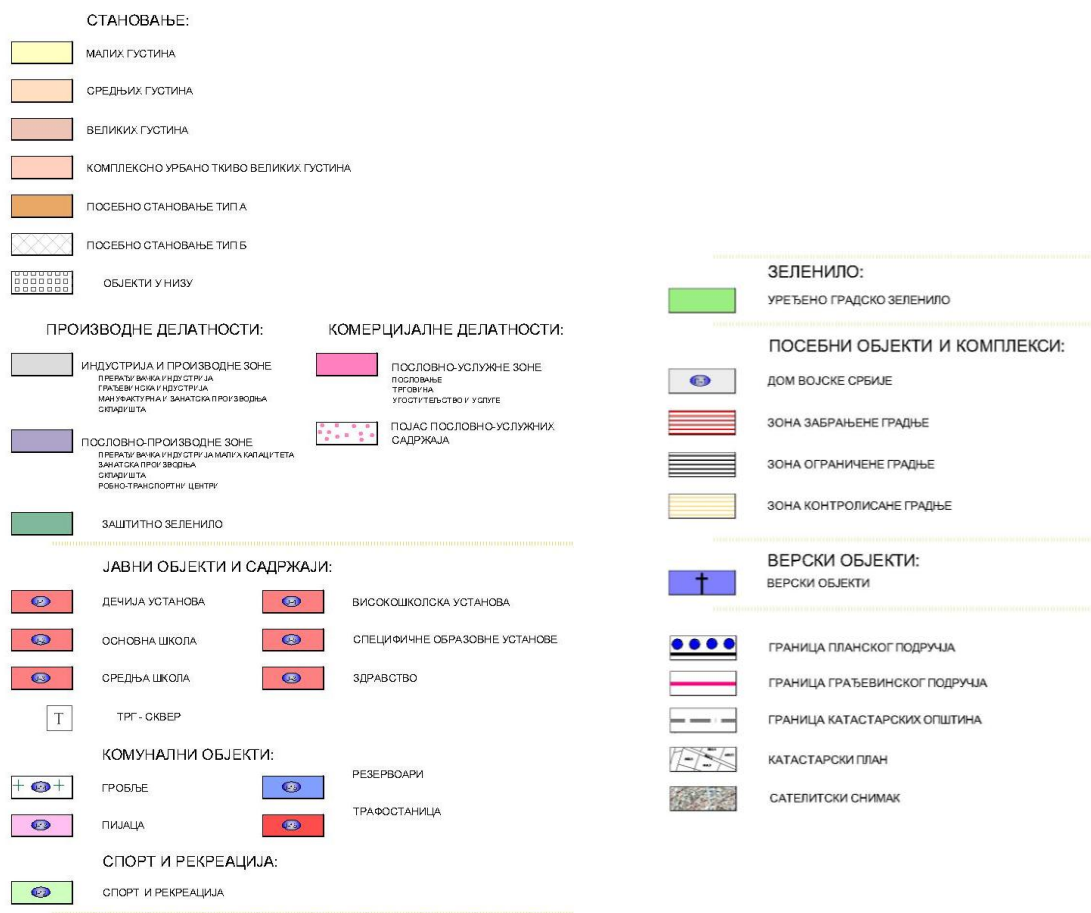 СТАНОВАЊЕ:
МАЛИХ ГУСТИНА
СРЕДЊИХ ГУСТИНА
ВЕЛИКИХ ГУСТИНА
КОМПЛЕКСНО УРБАНО ТКИВО ВЕЛИКИХ ГУСТИНА
ПОСЕБНО СТАНОВАЊЕ ТИП А
ПОСЕБНО СТАНОВАЊЕ ТИП Б
ОБЈЕКТИ У НИЗУ
ПРОИЗВОДНЕ ДЕЛАТНОСТИ:
ИНДУСТРИЈА И ПРОИЗВОДНЕ ЗОНЕ
ПРЕРАЂИВАЧКА ИНДУСТРИЈА
ГРАЂЕВИНСКА ИНДУСТРИЈА
МАНУФАКТУРНА И ЗАНАТСКА ПРОИЗВОДЊА
СКЛАДИШТА
ПОСЛОВНО-ПРОИЗВОДНЕ ЗОНЕ
ПРЕРАЂИВАЧКА ИНДУСТРИЈА МАЛИХ КАПАЦИТЕТА
ЗАНАТСКА ПРОИЗВОДЊА
СКЛАДИШТА
РОБНО-ТРАНСПОРТНИ ЦЕНТРИ
ЗАШТИТНО ЗЕЛЕНИЛО
КОМЕРЦИЈАЛНЕ ДЕЛАТНОСТИ:
ПОСЛОВНО-УСЛУЖНЕ ЗОНЕ
ПОСЛОВАЊЕ
ТРГОВИНА
УГОСТИТЕЉСТВО И УСЛУГЕ
ПОЈАС ПОСЛОВНО-УСЛУЖНИХ
САДРЖАЈА
ЈАВНИ ОБЈЕКТИ И САДРЖАЈИ:
ДЕЧИЈА УСТАНОВА
ОСНОВНА ШКОЛА
СРЕДЊА ШКОЛА
Т
ТРГ - СКВЕР
ВИСОКОШКОЛСКА УСТАНОВА
СПЕЦИФИЧНЕ ОБРАЗОВНЕ УСТАНОВЕ
ЗДРАВСТВО
КОМУНАЛНИ ОБЈЕКТИ:
ГРОБЉЕ
ПИЈАЦА
РЕЗЕРВОАРИ
ТРАФОСТАНИЦА
СПОРТ И РЕКРЕАЦИЈА:
СПОРТ И РЕКРЕАЦИЈА
ЗЕЛЕНИЛО:
УРЕЂЕНО ГРАДСКО ЗЕЛЕНИЛО
ПОСЕБНИ ОБЈЕКТИ И КОМПЛЕКСИ:
ДОМ ВОЈСКЕ СРБИЈЕ
ЗОНА ЗАБРАЊЕНЕ ГРАДЊЕ
ЗОНА ОГРАНИЧЕНЕ ГРАДЊЕ
ЗОНА КОНТРОЛИСАНЕ ГРАДЊЕ
ВЕРСКИ ОБЈЕКТИ:
ВЕРСКИ ОБЈЕКТИ
ГРАНИЦА ПЛАНСКОГ ПОДРУЧЈА
ГРАНИЦА ГРАЂЕВИНСКОГ ПОДРУЧЈА
ГРАНИЦА КАТАСТАРСКИХ ОПШТИНА
КАТАСТАРСКИ ПЛАН
САТЕЛИТСКИ СНИМАК